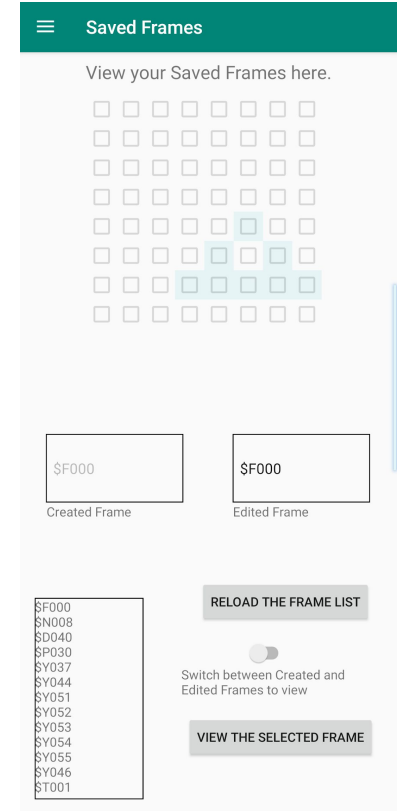 Saved Frames
View your Saved Frames here.
$F000
$F000
Created Frame
Edited Frame
$F000
$N008
$D040
$P030
$Y037
$Y044
$Y051
$Y052
$Y053
$Y054
$Y055
$Y046
$T001
RELOAD THE FRAME LIST
Switch between Created and
Edited Frames to view
VIEW THE SELECTED FRAME